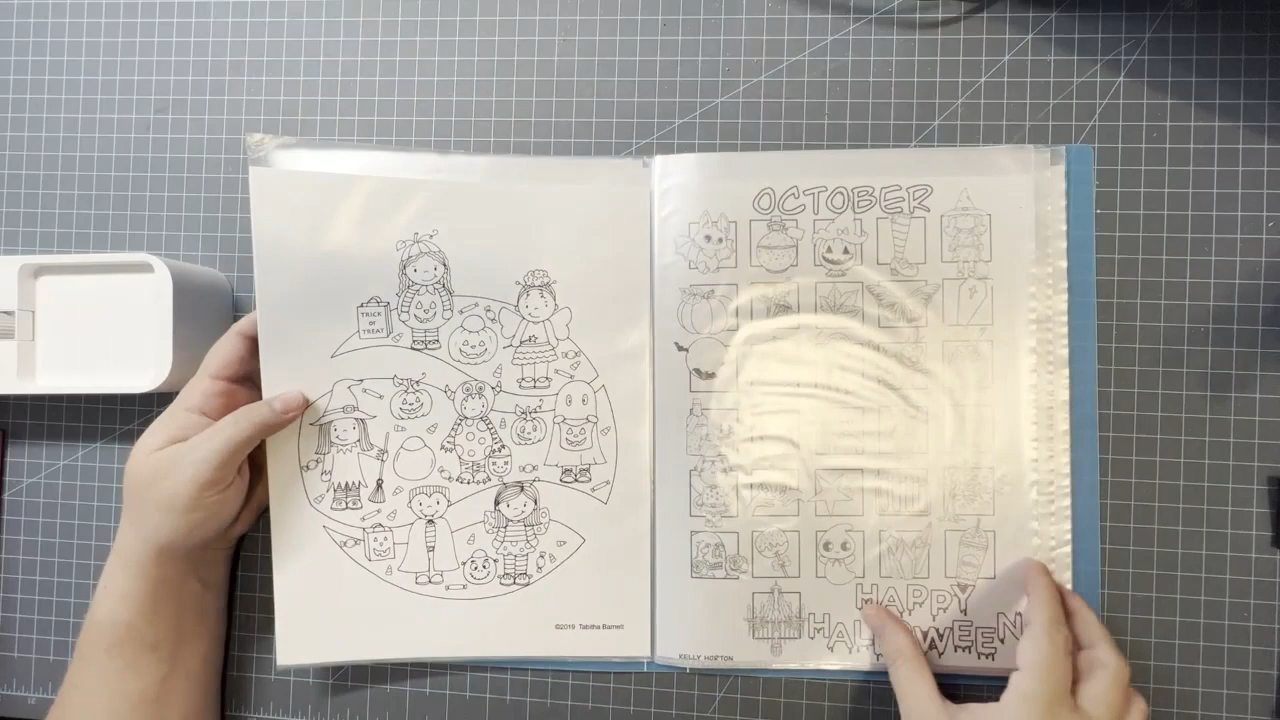 TRICK
or
TREAT
©2019 Tabitha Barnett
OCTOBER
HAPPY
HALLOWEEN
KELLY HORTON